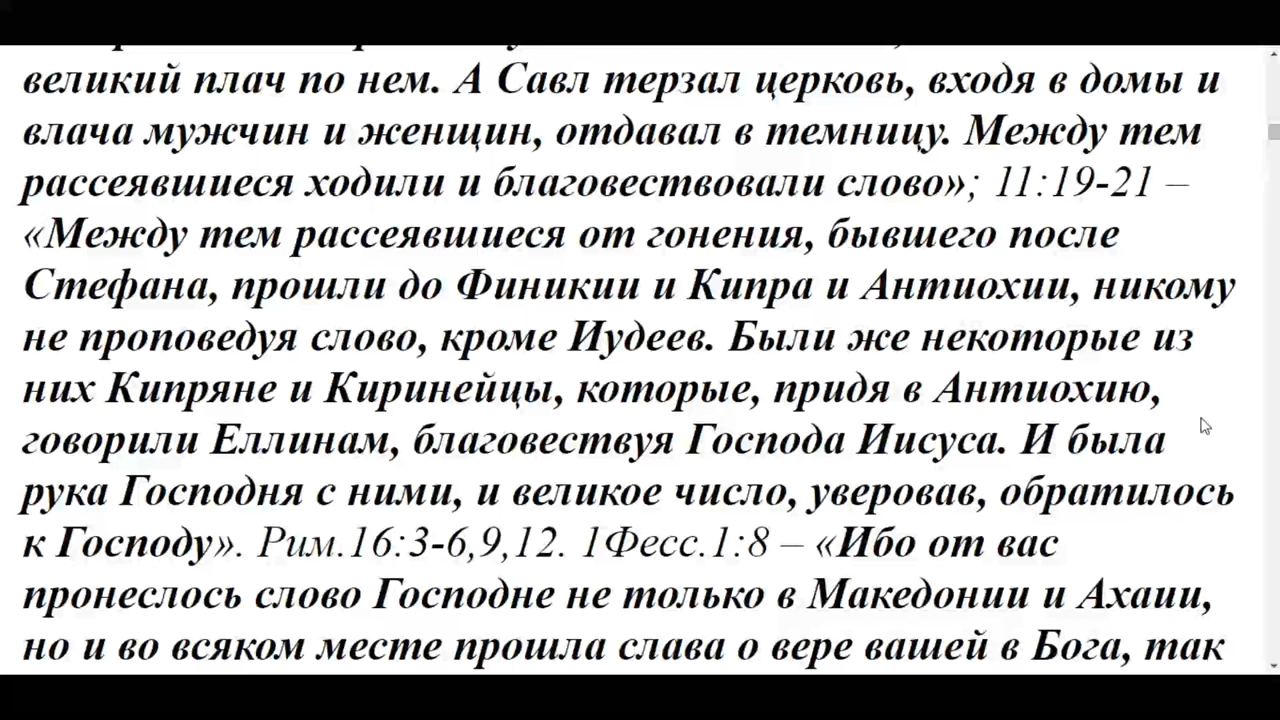 великий плач по нем. А Савл терзал церковь, входя в домы и
влача мужчин и женщин, отдавал в темницу. Между тем
рассеявшиеся ходили и благовествовали слово»; 11:19-21 –
«Между тем рассеявшиеся от гонения, бывшего после
Стефана, прошли до Финикии и Кипра и Антиохии, никому
не проповедуя слово, кроме Иудеев. Были же некоторые из
них Кипряне и Киринейцы, которые, придя в Антиохию,
говорили Еллинам, благовествуя Господа Иисуса. И была
рука Господня с ними, и великое число, уверовав, обратилось
к Господу». Рим.16:3-6,9,12. 1Фесс.1:8 – «Ибо от вас
пронеслось слово Господне не только в Македонии и Ахаии,
но и во всяком месте прошла слава о вере вашей в Бога, так